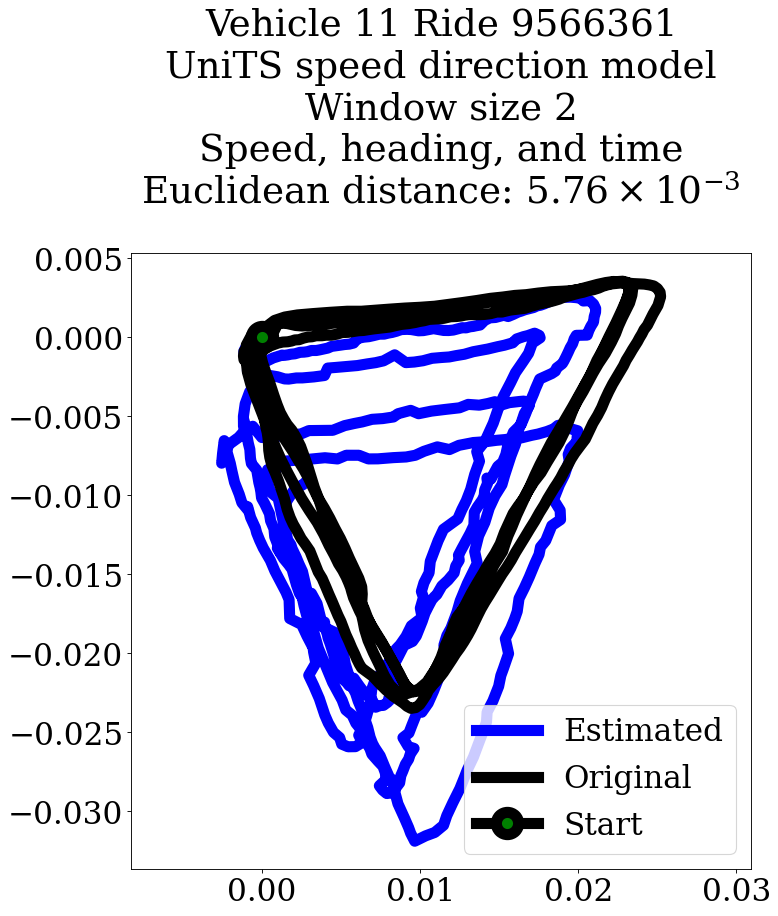 Vehicle 11 Ride 9566361
UniTS speed direction model
Window size 2
Speed, heading, and time
Euclidean distance: 5.76 × 10⁻³
0.005
0.000
−0.005
−0.010
−0.015
−0.020
−0.025
−0.030
Estimated
Original
Start
0.00 0.01 0.02 0.03